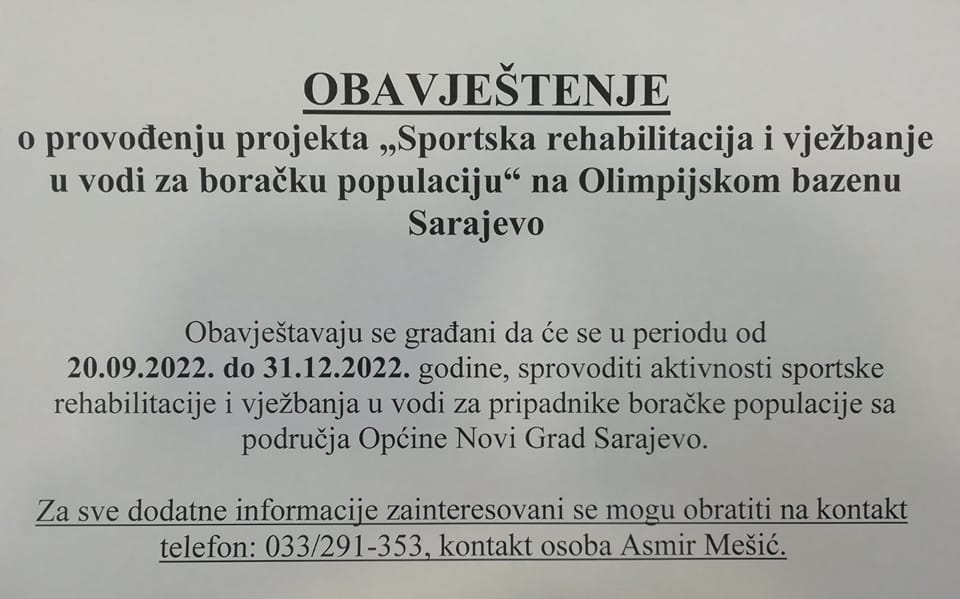 OBAVJEŠTENJE
o provođenju projekta „Sportska rehabilitacija i vježbanje
u vodi za boračku populaciju“ na Olimpijskom bazenu
Sarajevo
Obavještavaju se građani da će se u periodu od
20.09.2022. do 31.12.2022. godine, sprovoditi aktivnosti sportske
rehabilitacije i vježbanja u vodi za pripadnike boračke populacije sa
područja Općine Novi Grad Sarajevo.
Za sve dodatne informacije zainteresovani se mogu obratiti na kontakt
telefon: 033/291-353, kontakt osoba Asmir Mešić.